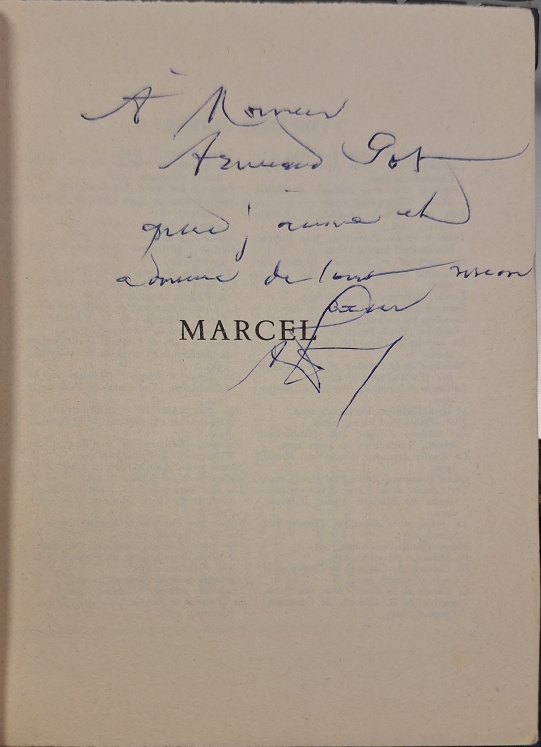 À Monsieur
Armand Got
que j'aime et
admire de tout mon
cœur
MARCEL